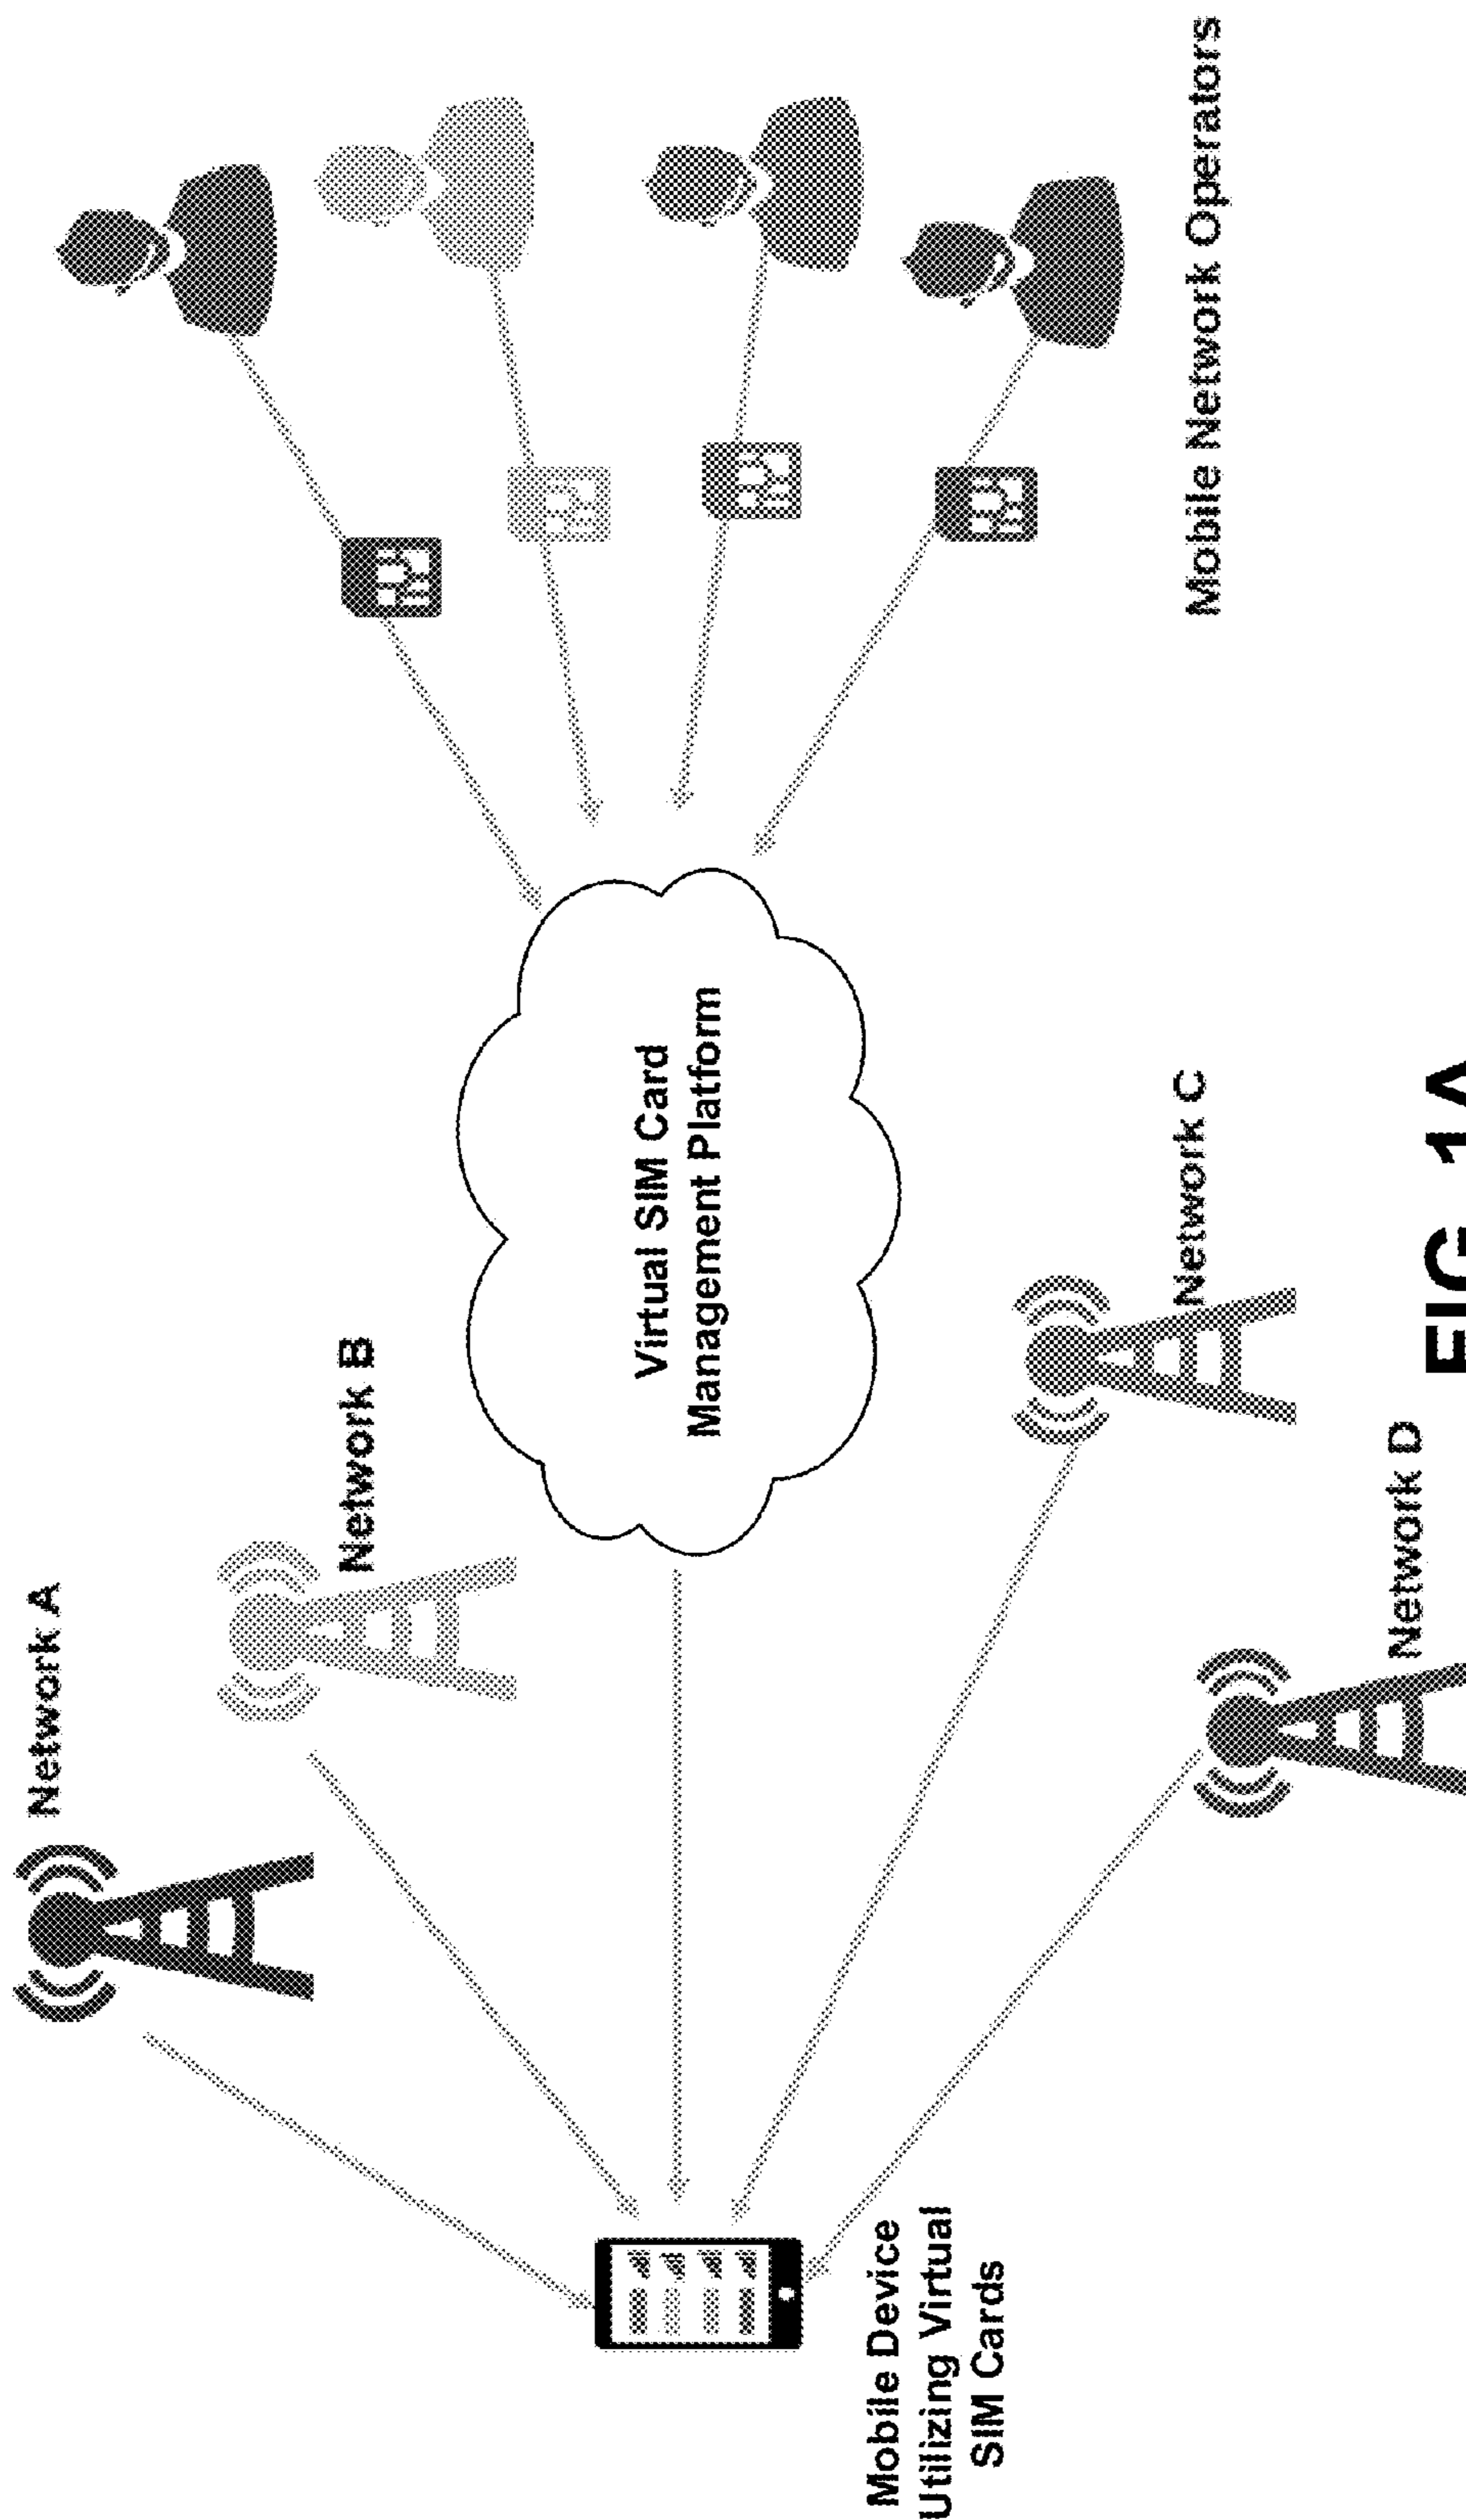 Network A
Network B
Virtual SIM Card
Management Platform
Mobile Device
Utilizing Virtual
SIM Cards
Network C
Network D
Mobile Network Operators
FIG. 1A